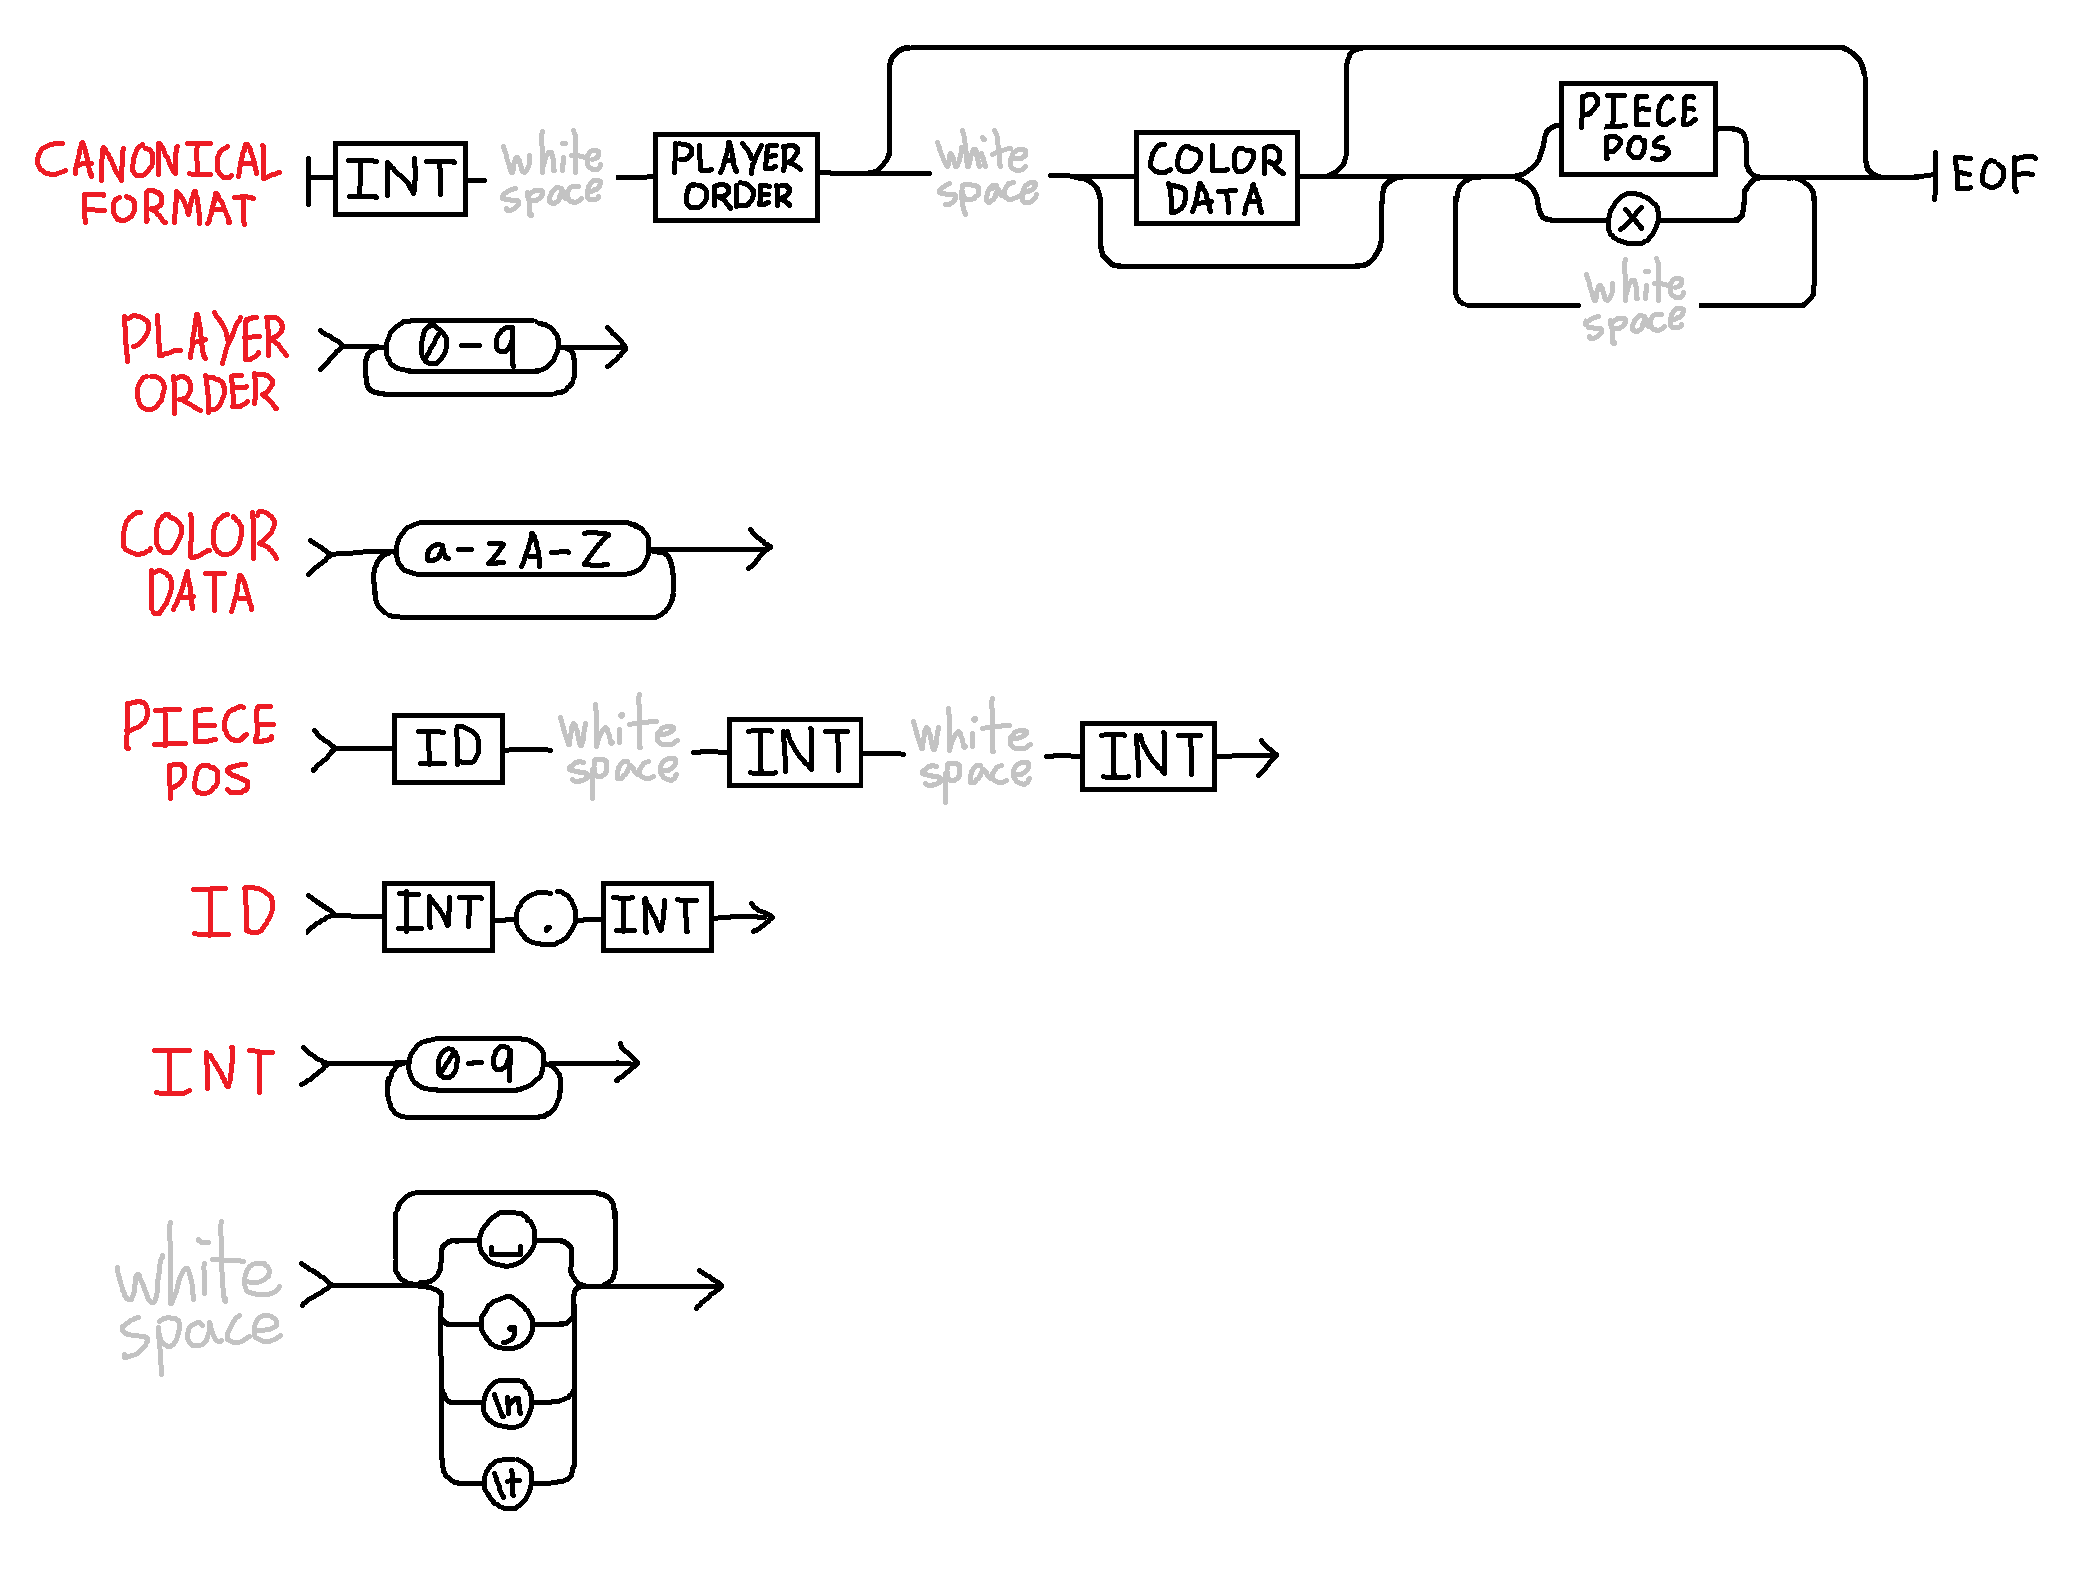 CANONICAL FORMAT INT white space PLAYER ORDER white space COLOR DATA PIECE POS X white space EOF
PLAYER ORDER 0-9
COLOR DATA a-z A-Z
PIECE POS ID white space INT white space INT
ID INT . INT
INT 0-9
white space ␣ , \n \t